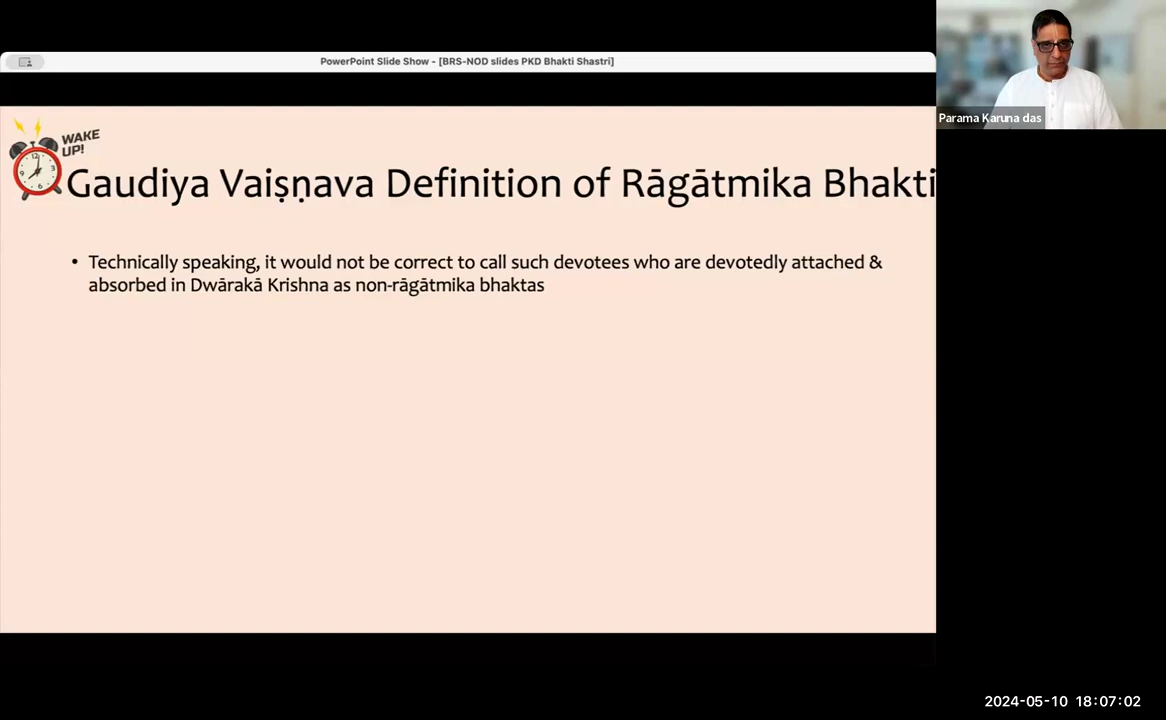 PowerPoint Slide Show - [BRS-NOD slides PKD Bhakti Shastri]
Parama Karuna das
WAKE
UP!
Gaudiya Vaiṣṇava Definition of Rāgātmika Bhakti
• Technically speaking, it would not be correct to call such devotees who are devotedly attached &
absorbed in Dwārakā Krishna as non-rāgātmika bhaktas
2024-05-10 18:07:02